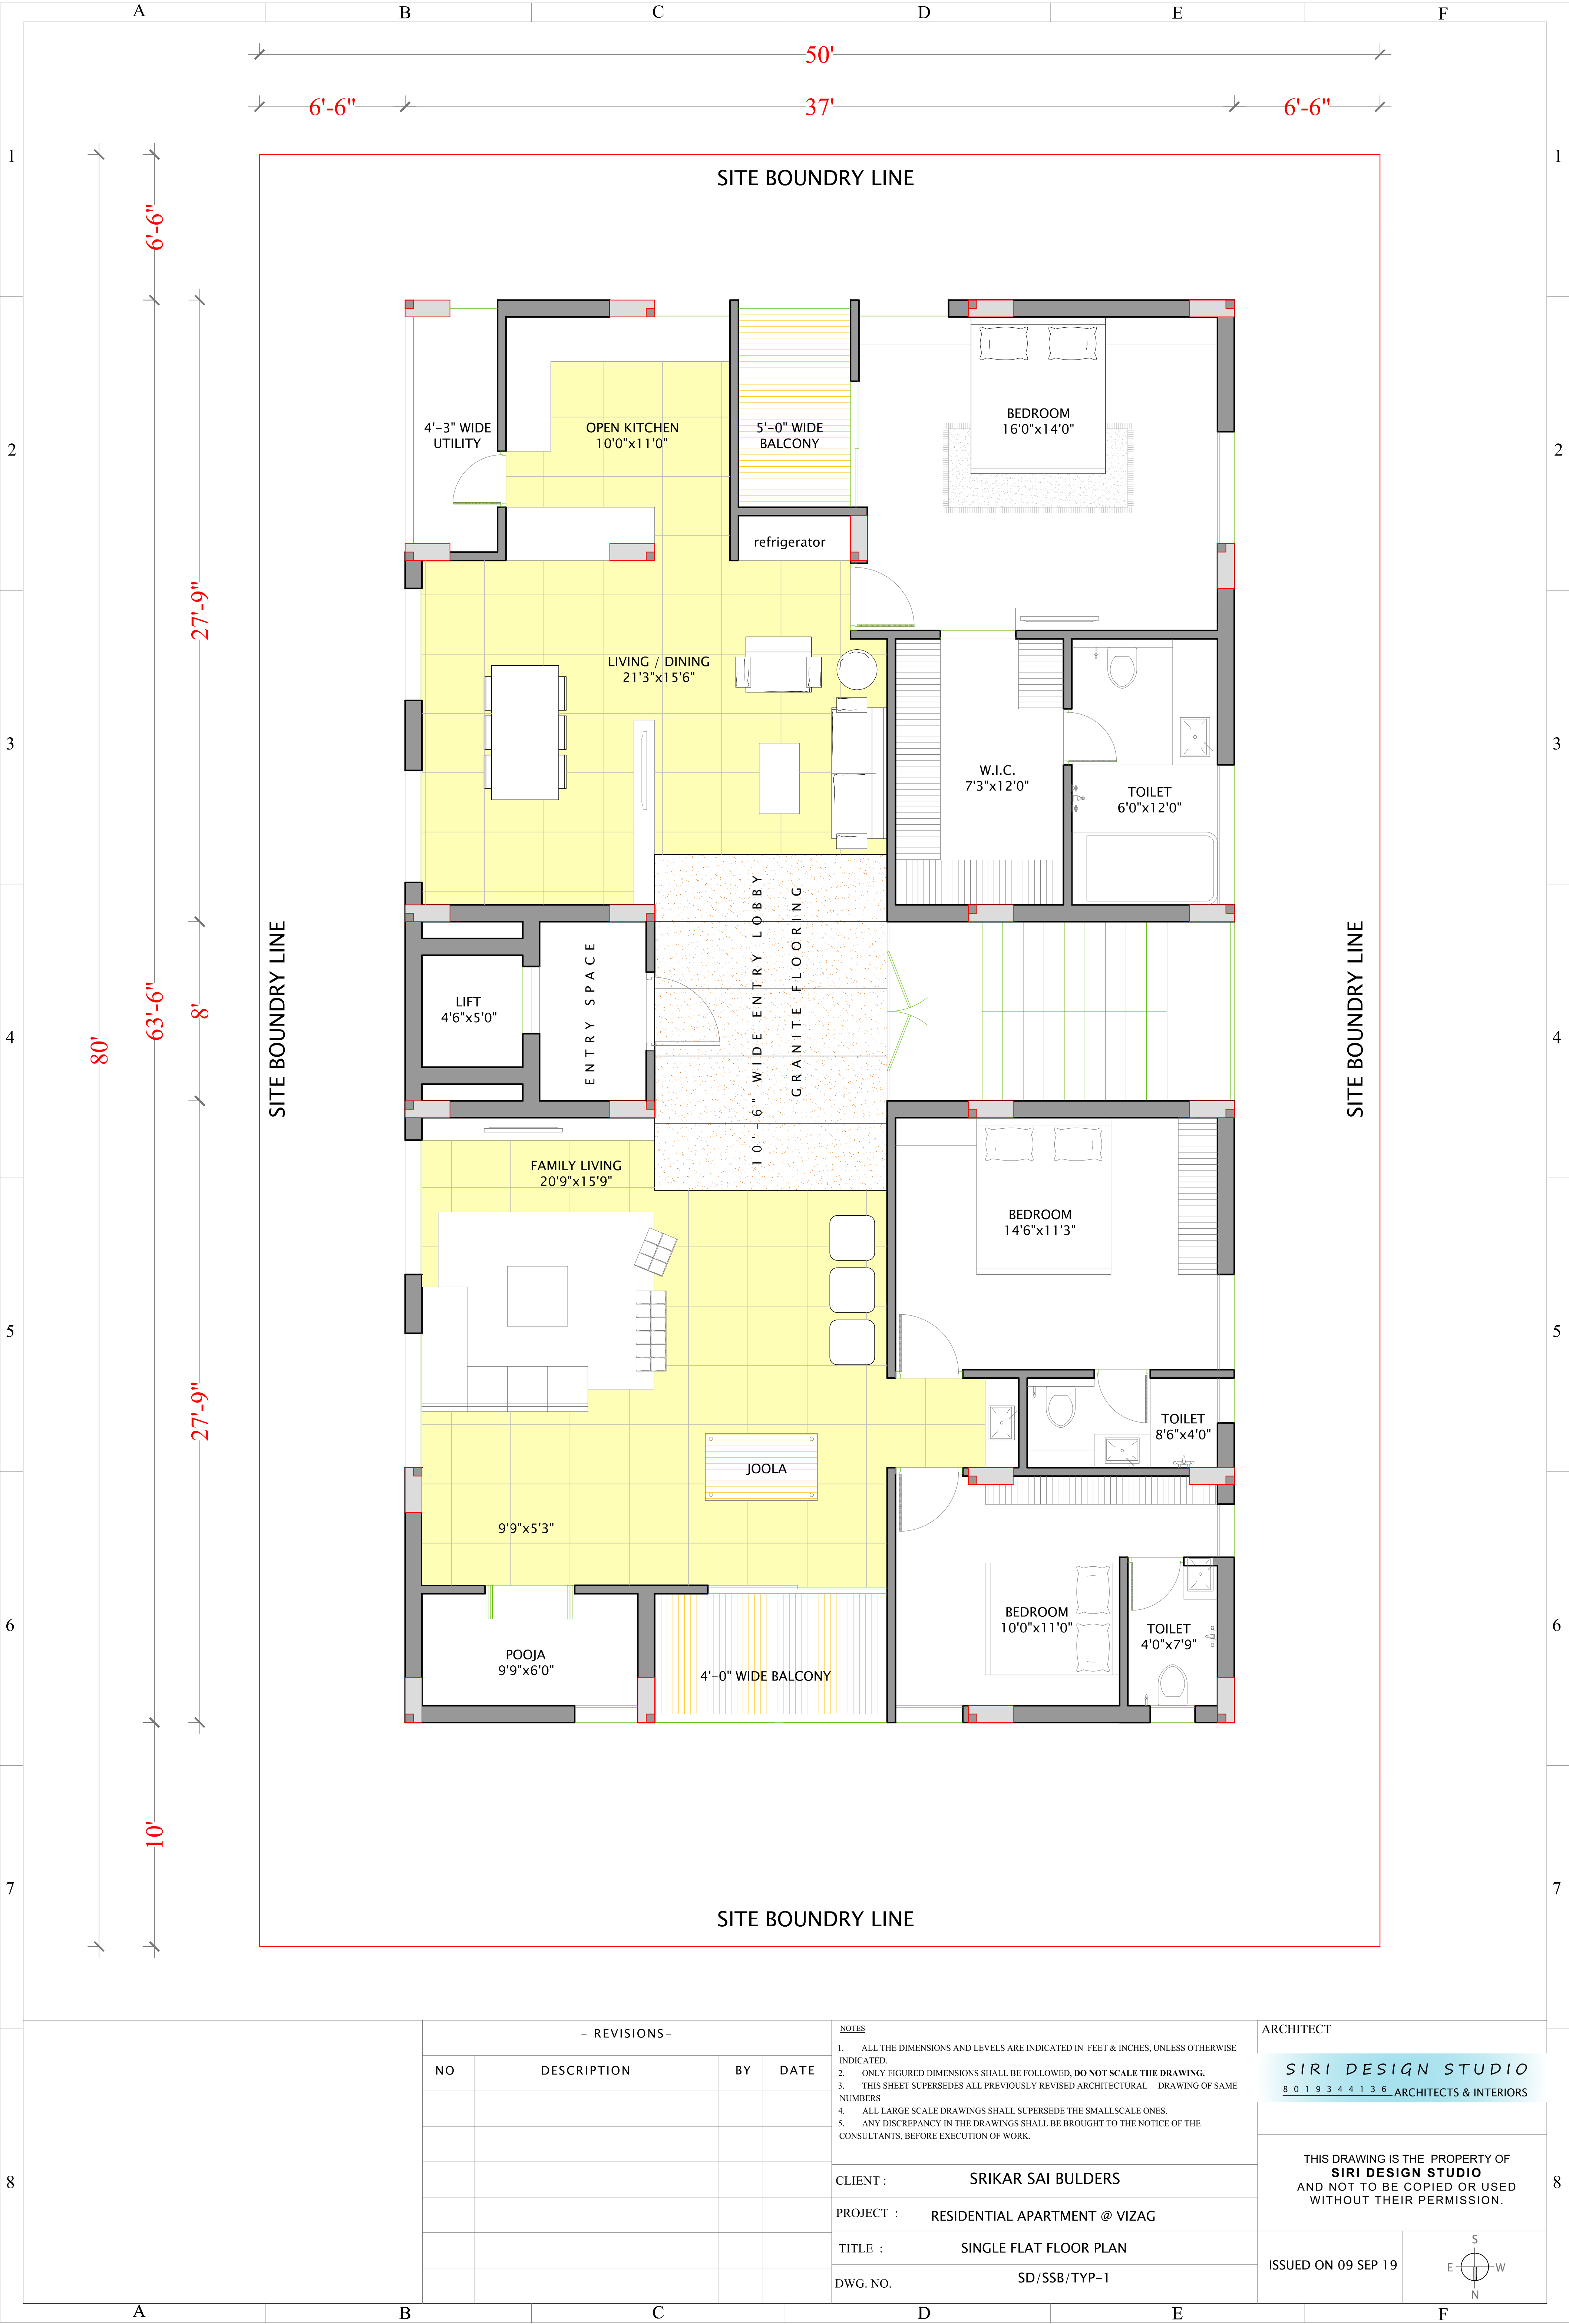 A B C D E F
50'
6'-6" 37' 6'-6"
1 1
SITE BOUNDRY LINE
6'-6"
4'-3" WIDE
UTILITY
OPEN KITCHEN
10'0"x11'0"
5'-0" WIDE
BALCONY
BEDROOM
16'0"x14'0"
2 2
refrigerator
27'-9"
LIVING / DINING
21'3"x15'6"
3 3
W.I.C.
7'3"x12'0"
TOILET
6'0"x12'0"
SITE BOUNDRY LINE
LIFT
4'6"x5'0"
ENTRY SPACE
10'-6" WIDE ENTRY LOBBY
GRANITE FLOORING
SITE BOUNDRY LINE
80'
63'-6"
8'
4 4
FAMILY LIVING
20'9"x15'9"
BEDROOM
14'6"x11'3"
5 5
27'-9"
TOILET
8'6"x4'0"
JOOLA
9'9"x5'3"
BEDROOM
10'0"x11'0"
TOILET
4'0"x7'9"
6 6
POOJA
9'9"x6'0"
4'-0" WIDE BALCONY
10'
7 7
SITE BOUNDRY LINE
- REVISIONS-
NO DESCRIPTION BY DATE
NOTES
1. ALL THE DIMENSIONS AND LEVELS ARE INDICATED IN FEET & INCHES, UNLESS OTHERWISE
INDICATED.
2. ONLY FIGURED DIMENSIONS SHALL BE FOLLOWED, DO NOT SCALE THE DRAWING.
3. THIS SHEET SUPERSEDES ALL PREVIOUSLY REVISED ARCHITECTURAL DRAWING OF SAME
NUMBERS
4. ALL LARGE SCALE DRAWINGS SHALL SUPERSEDE THE SMALLSCALE ONES.
5. ANY DISCREPANCY IN THE DRAWINGS SHALL BE BROUGHT TO THE NOTICE OF THE
CONSULTANTS, BEFORE EXECUTION OF WORK.
CLIENT : SRIKAR SAI BULDERS
PROJECT : RESIDENTIAL APARTMENT @ VIZAG
TITLE : SINGLE FLAT FLOOR PLAN
DWG. NO. SD/SSB/TYP-1
ARCHITECT
SIRI DESIGN STUDIO
8019344136 ARCHITECTS & INTERIORS
THIS DRAWING IS THE PROPERTY OF
SIRI DESIGN STUDIO
AND NOT TO BE COPIED OR USED
WITHOUT THEIR PERMISSION.
ISSUED ON 09 SEP 19
S
E W
N
8 8
A B C D E F